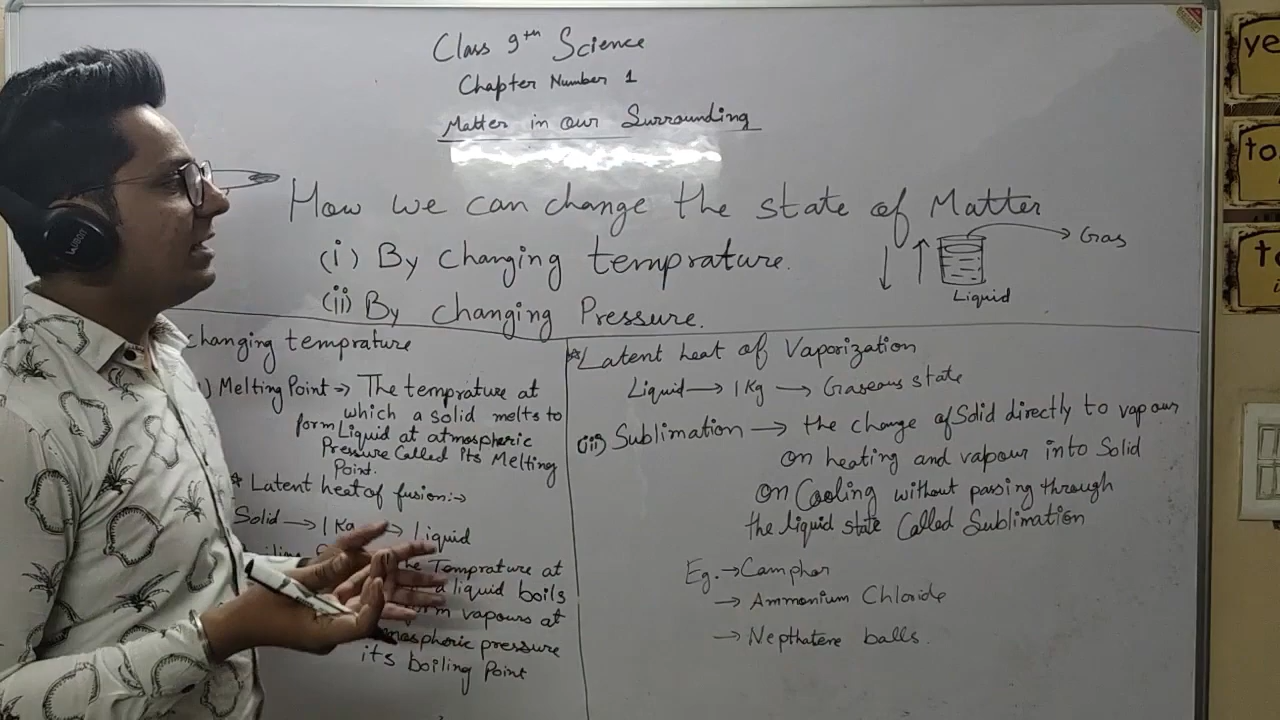 Class 9th Science
Chapter Number 1
Matter in our Surrounding
How we can change the state of Matter
(i) By changing temprature.
(ii) By changing Pressure.
Gas
Liquid
changing temprature
i) Melting Point => The temprature at
which a solid melts to
form Liquid at atmospheric
Pressure Called its Melting
Point.
* Latent heat of fusion:->
Solid -> 1 Kg -> Liquid
Temprature at
a liquid boils
vapours at
pressure
its boiling Point
* Latent heat of Vaporization
Liquid -> 1 Kg -> Gaseous state
(iii) Sublimation -> the change of Solid directly to vapour
on heating and vapour into Solid
on Cooling without passing through
the liquid state Called Sublimation
Eg. -> Camphor
-> Ammonium Chloride
-> Nepthatene balls.
ye
to
to